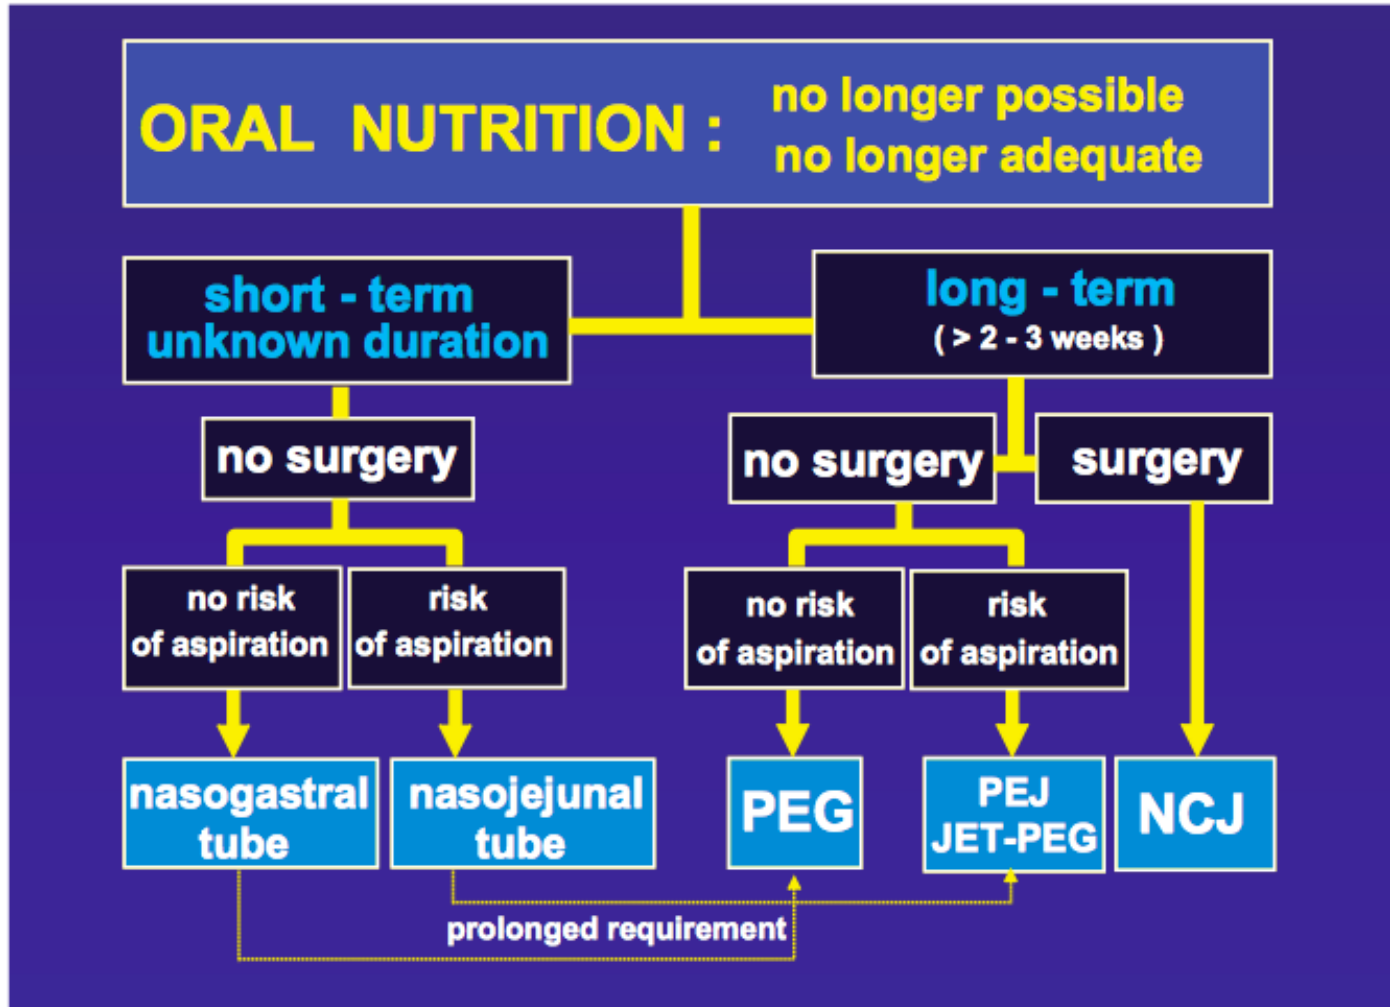 ORAL NUTRITION :
no longer possible
no longer adequate
short - term
unknown duration
long - term
( > 2 - 3 weeks )
no surgery
no surgery
surgery
no risk
of aspiration
risk
of aspiration
no risk
of aspiration
risk
of aspiration
nasogastral
tube
nasojejunal
tube
PEG
PEJ
JET-PEG
NCJ
prolonged requirement